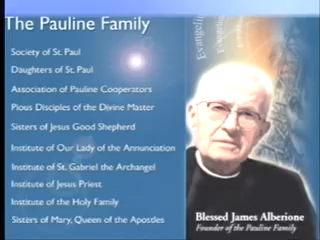 The Pauline Family
Society of St. Paul
Daughters of St. Paul
Association of Pauline Cooperators
Pious Disciples of the Divine Master
Sisters of Jesus Good Shepherd
Institute of Our Lady of the Annunciation
Institute of St. Gabriel the Archangel
Institute of Jesus Priest
Institute of the Holy Family
Sisters of Mary, Queen of the Apostles
Blessed James Alberione
Founder of the Pauline Family